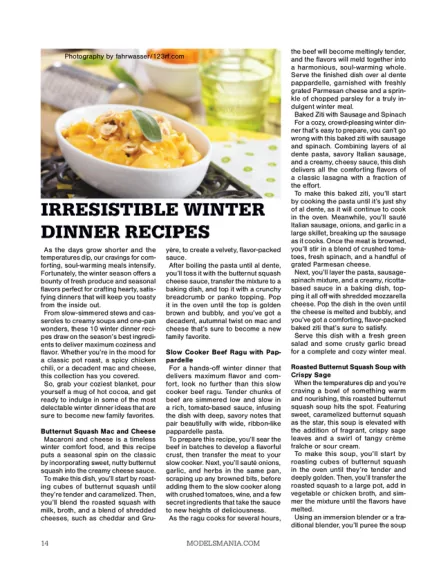 Photography by fahrwasser/123rf.com
IRRESISTIBLE WINTER
DINNER RECIPES
As the days grow shorter and the
temperatures dip, our cravings for com-
forting, soul-warming meals intensify.
Fortunately, the winter season offers a
bounty of fresh produce and seasonal
flavors perfect for crafting hearty, satis-
fying dinners that will keep you toasty
from the inside out.
From slow-simmered stews and cas-
seroles to creamy soups and one-pan
wonders, these 10 winter dinner reci-
pes draw on the season's best ingredi-
ents to deliver maximum coziness and
flavor. Whether you're in the mood for
a classic pot roast, a spicy chicken
chili, or a decadent mac and cheese,
this collection has you covered.
So, grab your coziest blanket, pour
yourself a mug of hot cocoa, and get
ready to indulge in some of the most
delectable winter dinner ideas that are
sure to become new family favorites.
Butternut Squash Mac and Cheese
Macaroni and cheese is a timeless
winter comfort food, and this recipe
puts a seasonal spin on the classic
by incorporating sweet, nutty butternut
squash into the creamy cheese sauce.
To make this dish, you'll start by roast-
ing cubes of butternut squash until
they're tender and caramelized. Then,
you'll blend the roasted squash with
milk, broth, and a blend of shredded
cheeses, such as cheddar and Gru-
yère, to create a velvety, flavor-packed
sauce.
After boiling the pasta until al dente,
you'll toss it with the butternut squash
cheese sauce, transfer the mixture to a
baking dish, and top it with a crunchy
breadcrumb or panko topping. Pop
it in the oven until the top is golden
brown and bubbly, and you've got a
decadent, autumnal twist on mac and
cheese that's sure to become a new
family favorite.
Slow Cooker Beef Ragu with Pap-
pardelle
For a hands-off winter dinner that
delivers maximum flavor and com-
fort, look no further than this slow
cooker beef ragu. Tender chunks of
beef are simmered low and slow in
a rich, tomato-based sauce, infusing
the dish with deep, savory notes that
pair beautifully with wide, ribbon-like
pappardelle pasta.
To prepare this recipe, you'll sear the
beef in batches to develop a flavorful
crust, then transfer the meat to your
slow cooker. Next, you'll sauté onions,
garlic, and herbs in the same pan,
scraping up any browned bits, before
adding them to the slow cooker along
with crushed tomatoes, wine, and a few
secret ingredients that take the sauce
to new heights of deliciousness.
As the ragu cooks for several hours,
the beef will become meltingly tender,
and the flavors will meld together into
a harmonious, soul-warming whole.
Serve the finished dish over al dente
pappardelle, garnished with freshly
grated Parmesan cheese and a sprin-
kle of chopped parsley for a truly in-
dulgent winter meal.
Baked Ziti with Sausage and Spinach
For a cozy, crowd-pleasing winter din-
ner that's easy to prepare, you can't go
wrong with this baked ziti with sausage
and spinach. Combining layers of al
dente pasta, savory Italian sausage,
and a creamy, cheesy sauce, this dish
delivers all the comforting flavors of
a classic lasagna with a fraction of
the effort.
To make this baked ziti, you'll start
by cooking the pasta until it's just shy
of al dente, as it will continue to cook
in the oven. Meanwhile, you'll sauté
Italian sausage, onions, and garlic in a
large skillet, breaking up the sausage
as it cooks. Once the meat is browned,
you'll stir in a blend of crushed toma-
toes, fresh spinach, and a handful of
grated Parmesan cheese.
Next, you'll layer the pasta, sausage-
spinach mixture, and a creamy, ricotta-
based sauce in a baking dish, top-
ping it all off with shredded mozzarella
cheese. Pop the dish in the oven until
the cheese is melted and bubbly, and
you've got a comforting, flavor-packed
baked ziti that's sure to satisfy.
Serve this dish with a fresh green
salad and some crusty garlic bread
for a complete and cozy winter meal.
Roasted Butternut Squash Soup with
Crispy Sage
When the temperatures dip and you're
craving a bowl of something warm
and nourishing, this roasted butternut
squash soup hits the spot. Featuring
sweet, caramelized butternut squash
as the star, this soup is elevated with
the addition of fragrant, crispy sage
leaves and a swirl of tangy crème
fraîche or sour cream.
To make this soup, you'll start by
roasting cubes of butternut squash
in the oven until they're tender and
deeply golden. Then, you'll transfer the
roasted squash to a large pot, add in
vegetable or chicken broth, and sim-
mer the mixture until the flavors have
melted.
Using an immersion blender or a tra-
ditional blender, you'll puree the soup
14
MODELSMANIA.COM